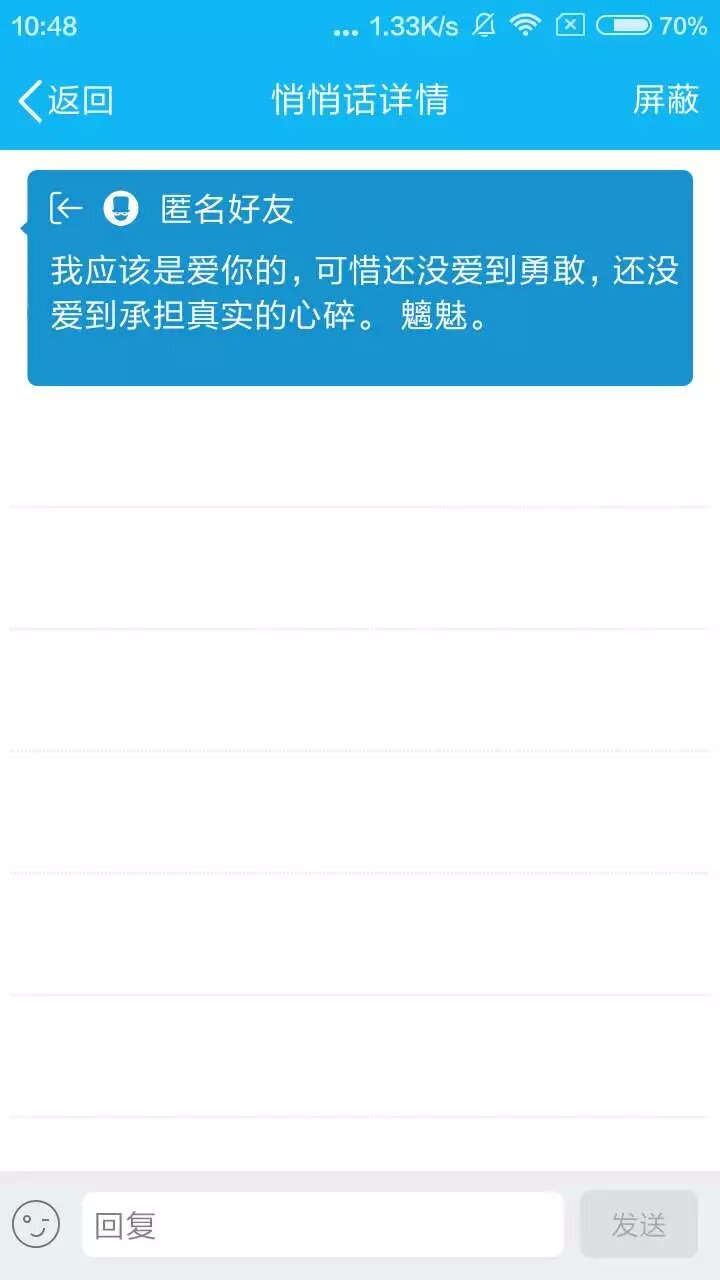 10:48 ... 1.33K/s 70%
返回 悄悄话详情 屏蔽
匿名好友
我应该是爱你的，可惜还没爱到勇敢，还没
爱到承担真实的心碎。 魑魅。
回复 发送